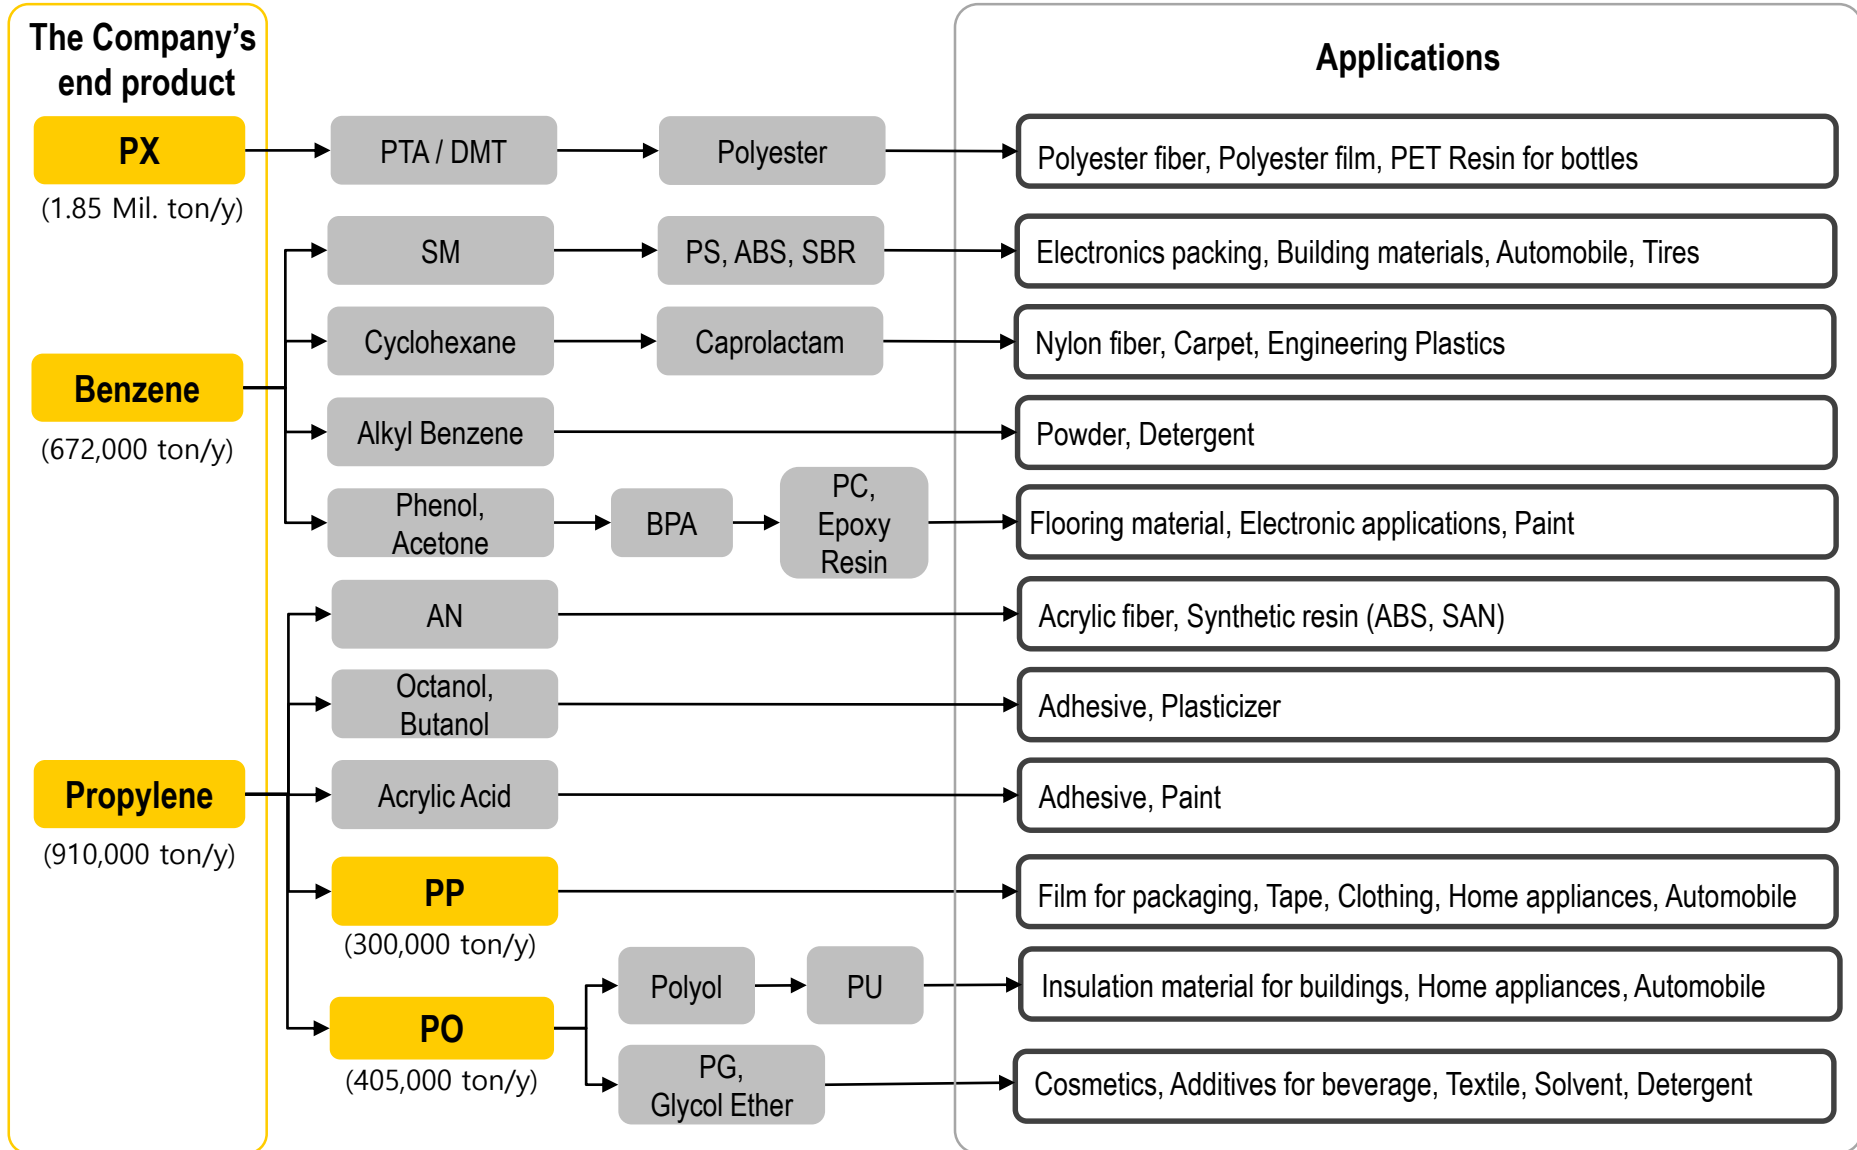 The Company's
end product
Applications
PX
(1.85 Mil. ton/y)
PTA / DMT
Polyester
Polyester fiber, Polyester film, PET Resin for bottles
Benzene
(672,000 ton/y)
SM
PS, ABS, SBR
Electronics packing, Building materials, Automobile, Tires
Cyclohexane
Caprolactam
Nylon fiber, Carpet, Engineering Plastics
Alkyl Benzene
Powder, Detergent
Phenol,
Acetone
BPA
PC,
Epoxy
Resin
Flooring material, Electronic applications, Paint
Propylene
(910,000 ton/y)
AN
Acrylic fiber, Synthetic resin (ABS, SAN)
Octanol,
Butanol
Adhesive, Plasticizer
Acrylic Acid
Adhesive, Paint
PP
(300,000 ton/y)
Film for packaging, Tape, Clothing, Home appliances, Automobile
PO
(405,000 ton/y)
Polyol
PU
Insulation material for buildings, Home appliances, Automobile
PG,
Glycol Ether
Cosmetics, Additives for beverage, Textile, Solvent, Detergent